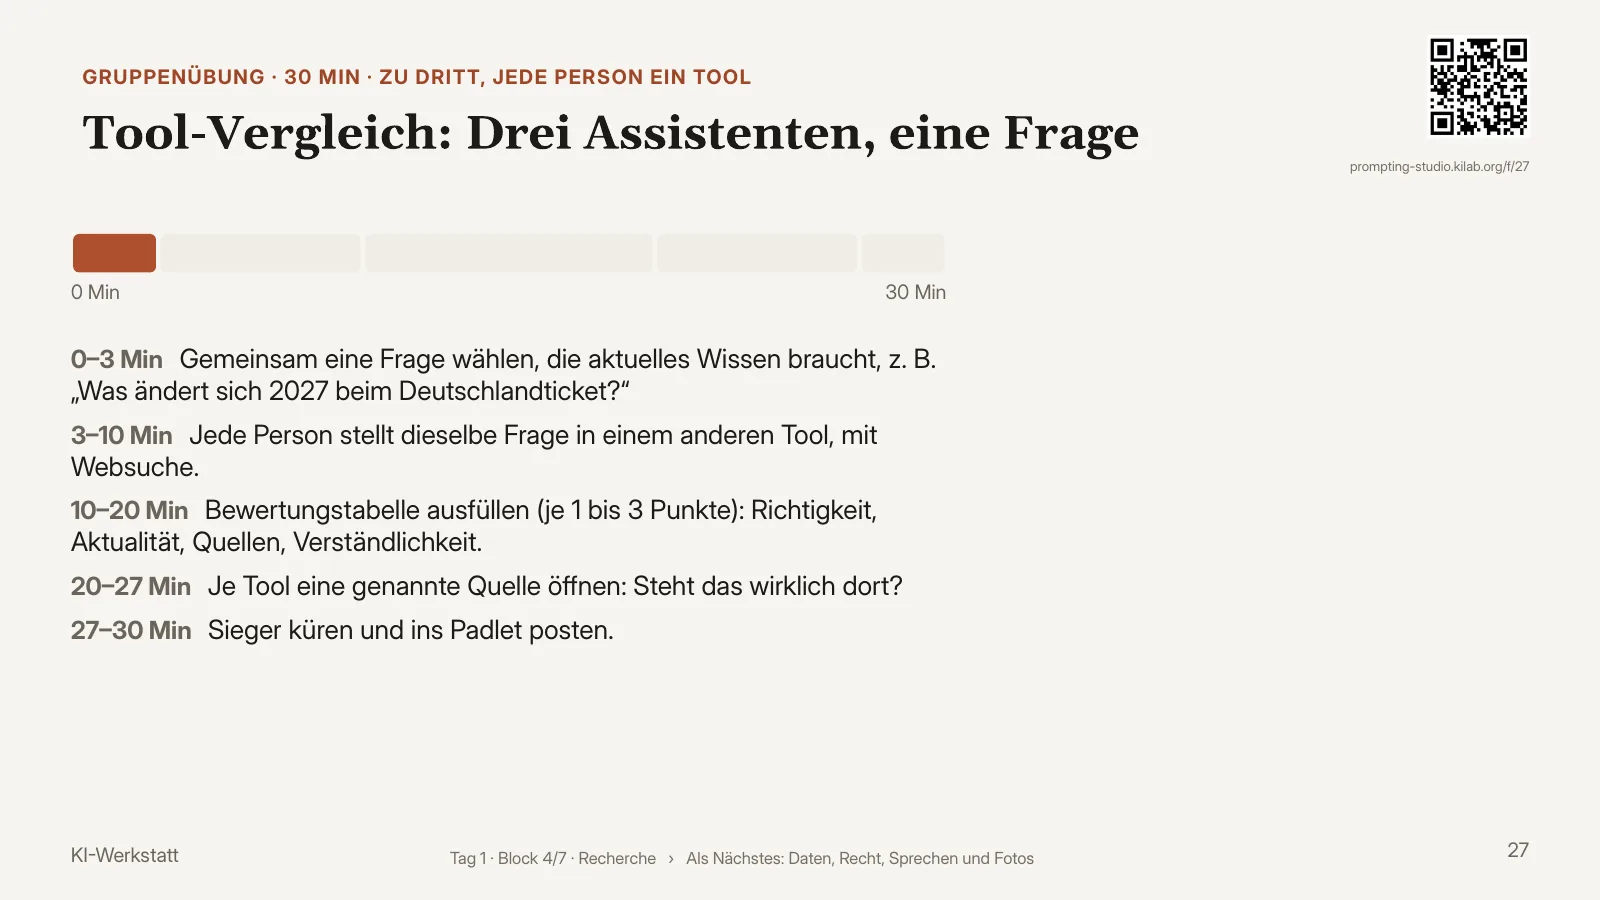 GRUPPENÜBUNG · 30 MIN · ZU DRITT, JEDE PERSON EIN TOOL
Tool-Vergleich: Drei Assistenten, eine Frage
prompting-studio.kilab.org/f/27
0 Min
30 Min
0–3 Min Gemeinsam eine Frage wählen, die aktuelles Wissen braucht, z. B.
„Was ändert sich 2027 beim Deutschlandticket?“
3–10 Min Jede Person stellt dieselbe Frage in einem anderen Tool, mit
Websuche.
10–20 Min Bewertungstabelle ausfüllen (je 1 bis 3 Punkte): Richtigkeit,
Aktualität, Quellen, Verständlichkeit.
20–27 Min Je Tool eine genannte Quelle öffnen: Steht das wirklich dort?
27–30 Min Sieger küren und ins Padlet posten.
KI-Werkstatt
Tag 1 · Block 4/7 · Recherche › Als Nächstes: Daten, Recht, Sprechen und Fotos
27